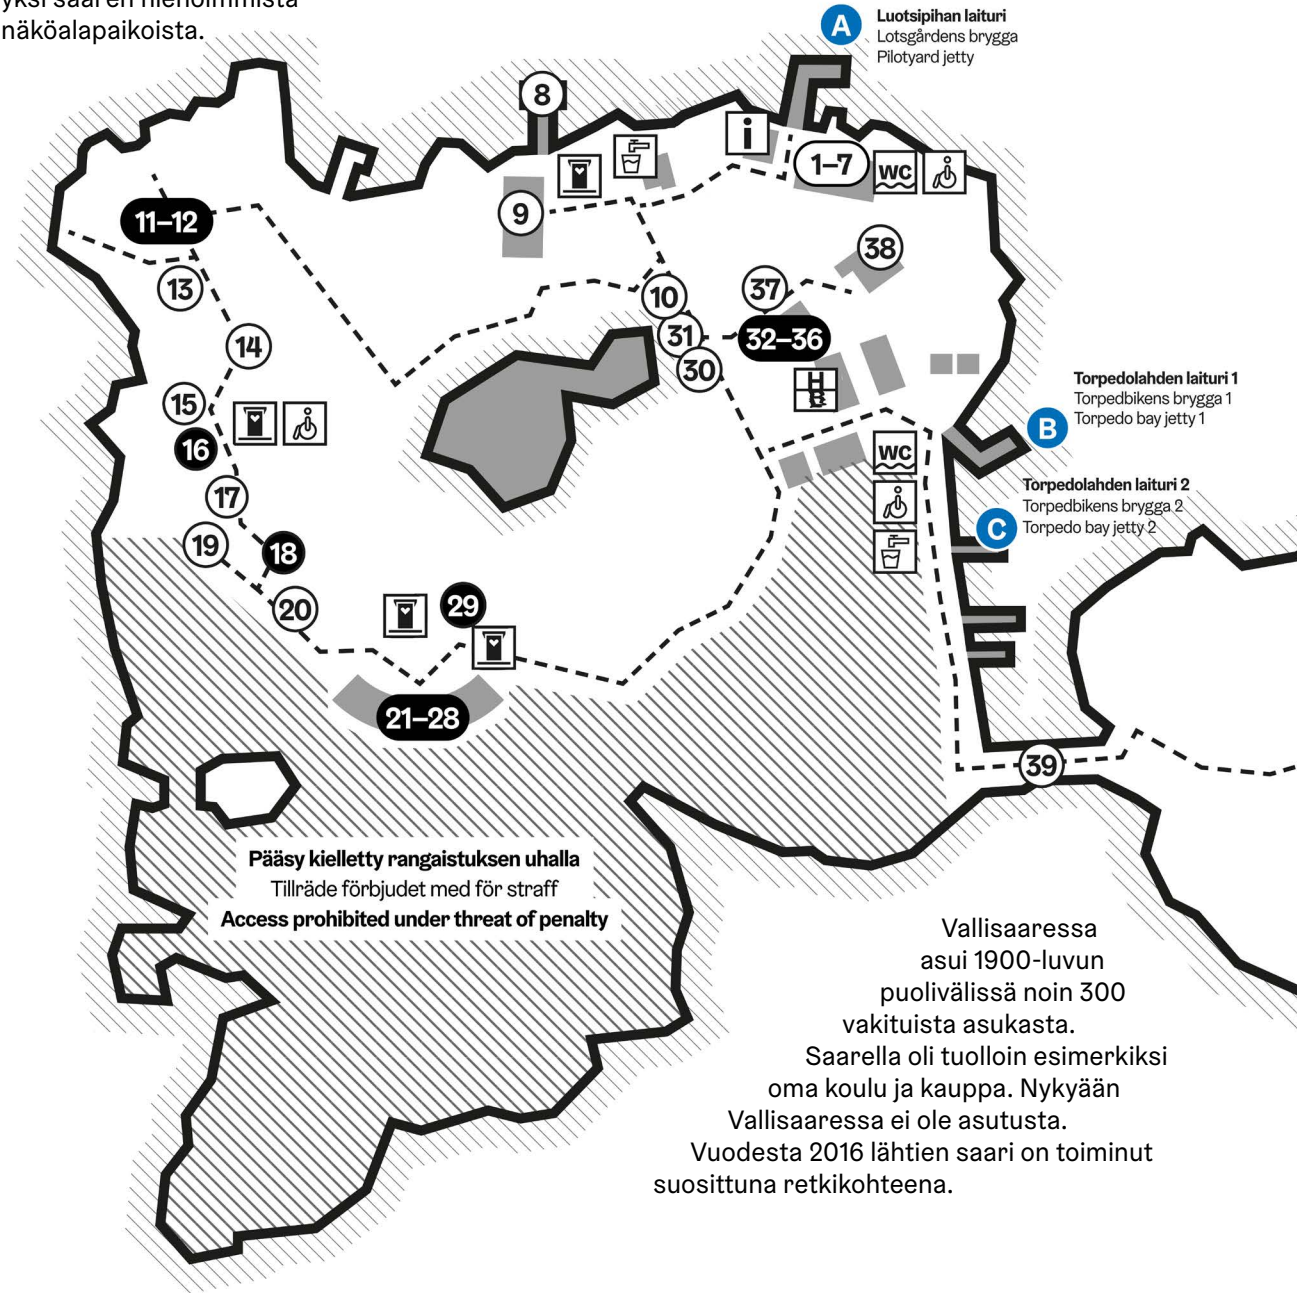 näköalapaikoista.
A
Luotsipihan laituri
Lotsgårdens brygga
Pilotyard jetty
8
i
1–7
WC
9
11–12
38
13
10
37
31
32–36
14
30
H
B
Torpedolahden laituri 1
Torpedbikens brygga 1
Torpedo bay jetty 1
B
15
16
WC
17
Torpedolahden laituri 2
Torpedbikens brygga 2
Torpedo bay jetty 2
C
19
18
20
29
21–28
39
Pääsy kielletty rangaistuksen uhalla
Tillräde förbjudet med för straff
Access prohibited under threat of penalty
Vallisaaressa
asui 1900-luvun
puolivälissä noin 300
vakituista asukasta.
Saarella oli tuolloin esimerkiksi
oma koulu ja kauppa. Nykyään
Vallisaaressa ei ole asutusta.
Vuodesta 2016 lähtien saari on toiminut
suosittuna retkikohteena.